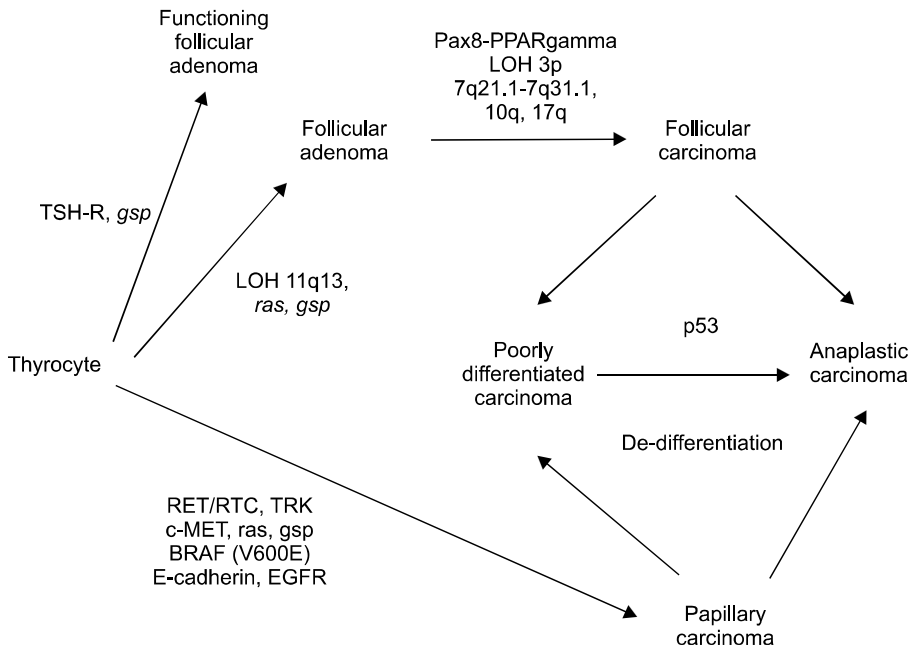 Functioning
follicular
adenoma
Pax8-PPARgamma
LOH 3p
7q21.1-7q31.1,
10q, 17q
Follicular
adenoma
Follicular
carcinoma
TSH-R, gsp
LOH 11q13,
ras, gsp
p53
Thyrocyte
Poorly
differentiated
carcinoma
Anaplastic
carcinoma
De-differentiation
RET/RTC, TRK
c-MET, ras, gsp
BRAF (V600E)
E-cadherin, EGFR
Papillary
carcinoma